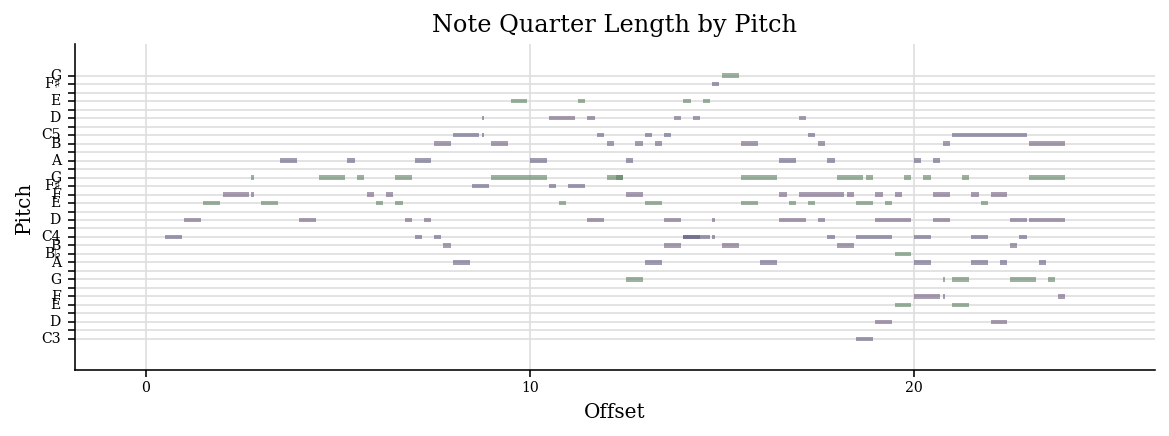 Note Quarter Length by Pitch
G
F♯
E
D
C5
B
A
G
F♯
F
E
D
C4
B
B♭
A
G
F
E
D
C3
Pitch
0 10 20
Offset